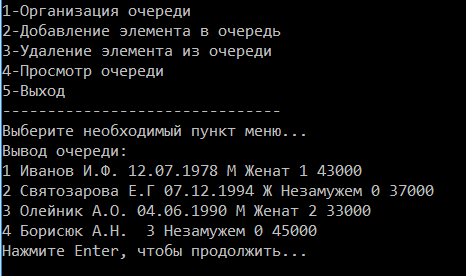 1-Организация очереди
2-Добавление элемента в очередь
3-Удаление элемента из очереди
4-Просмотр очереди
5-Выход
-------------------------------
Выберите необходимый пункт меню...
Вывод очереди:
1 Иванов И.Ф. 12.07.1978 М Женат 1 43000
2 Святозарова Е.Г 07.12.1994 Ж Незамужем 0 37000
3 Олейник А.О. 04.06.1990 М Женат 2 33000
4 Борисюк А.Н.  3 Незамужем 0 45000
Нажмите Enter, чтобы продолжить...